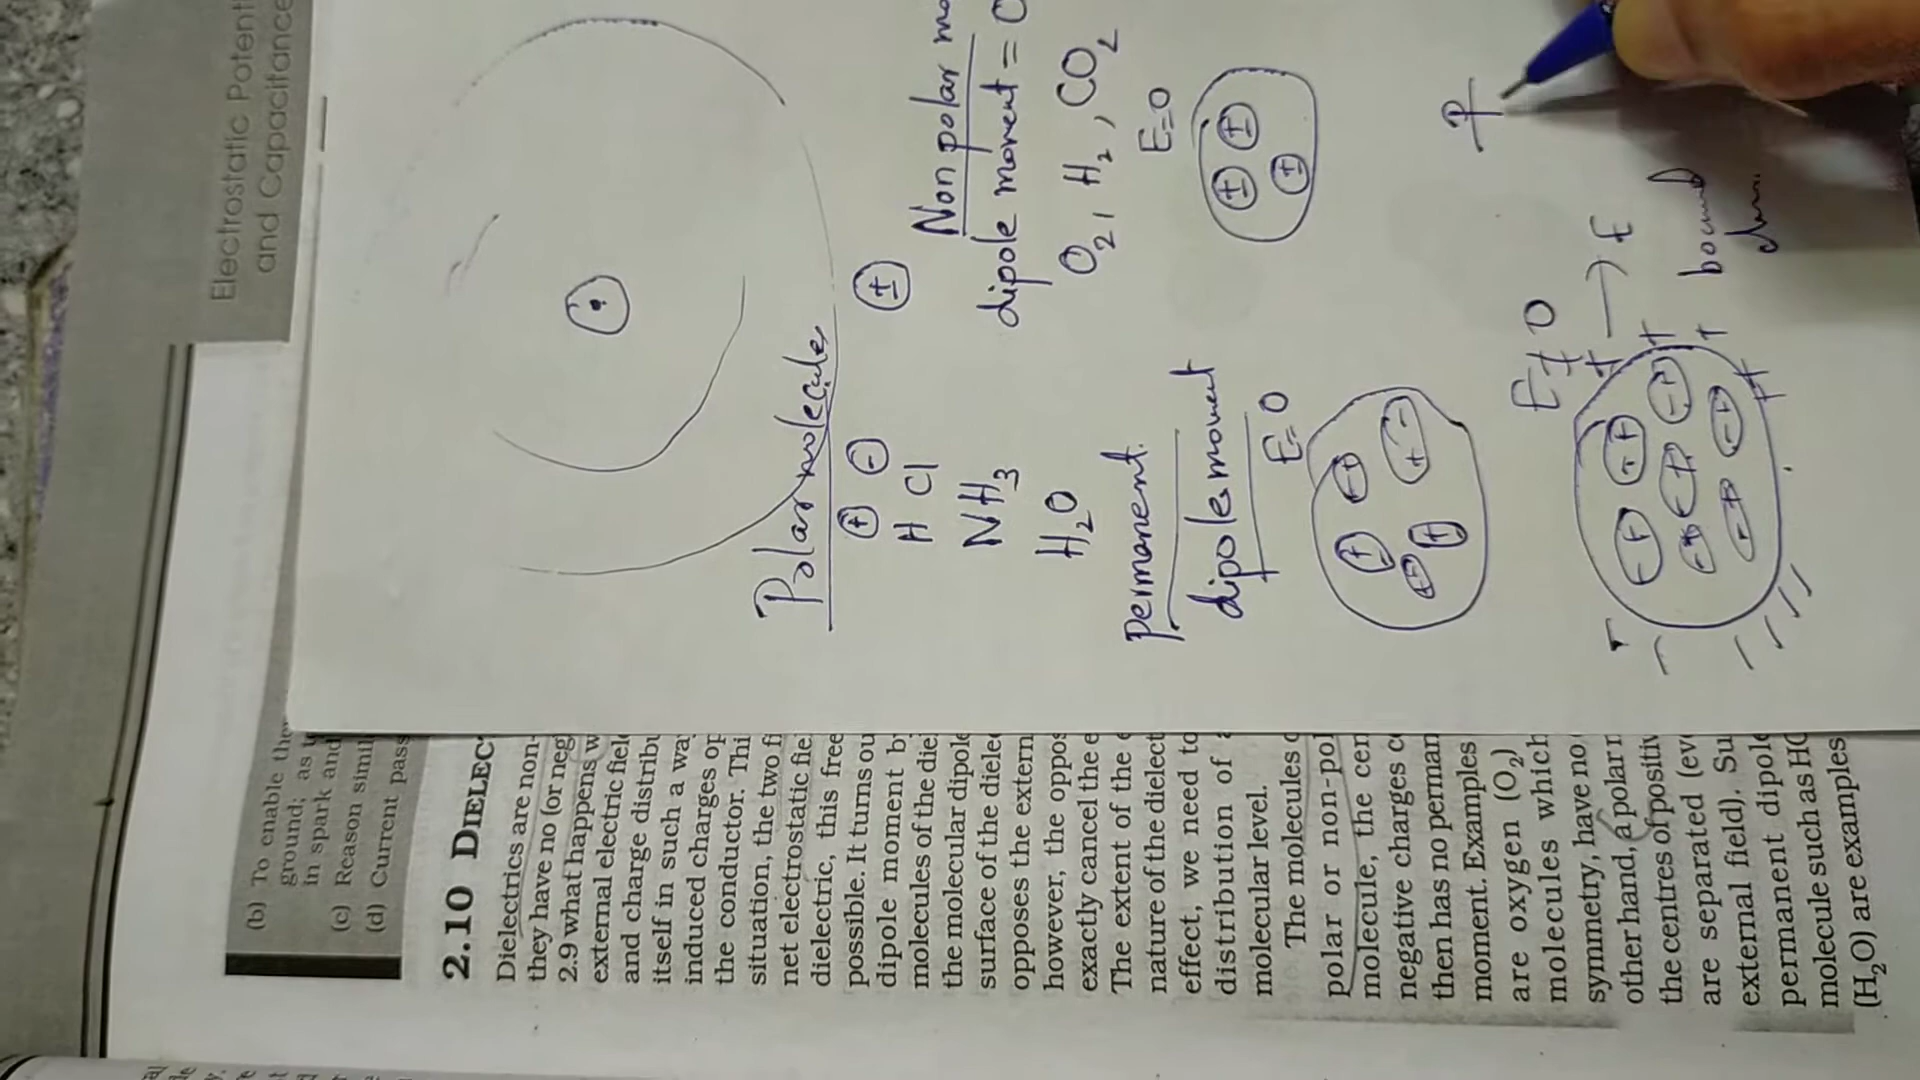 Electrostatic Potent
and Capacitance
(b) To enable the
ground; as
in spark and
(c) Reason simil
(d) Current pass
2.10 DIELEC
Dielectrics are non-
they have no (or neg
2.9 what happens w
external electric fiel
and charge distribu
itself in such a wa
induced charges op
the conductor. Thi
situation, the two fi
net electrostatic fie
dielectric, this free
possible. It turns ou
dipole moment b
molecules of the die
the molecular dipole
surface of the diele
opposes the extern
however, the oppos
exactly cancel the e
The extent of the e
nature of the dielect
effect, we need to
distribution of a
molecular level.
The molecules o
polar or non-pol
molecule, the cen
negative charges c
then has no perman
moment. Examples
are oxygen (O₂)
molecules which
symmetry, have no
other hand, a polar
the centres of positiv
are separated (eve
external field). Su
permanent dipole
molecule such as HC
(H₂O) are examples
Polar molecule
+ -
H Cl
NH₃
H₂O
permanent.
dipole moment
E=0
±
Non polar mo
dipole moment = 0
O₂, H₂, CO₂
E=0
E≠0
→ E
bound
P